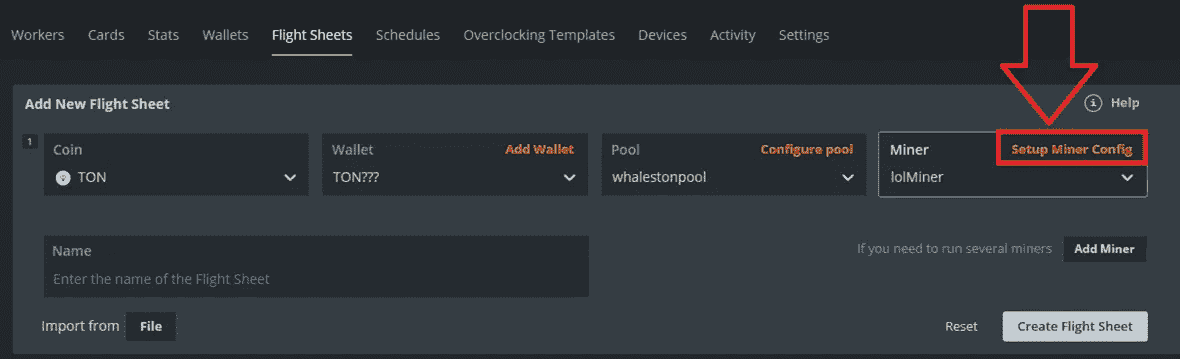 Workers Cards Stats Wallets Flight Sheets Schedules Overclocking Templates Devices Activity Settings
Add New Flight Sheet
Help
1
Coin
TON
Wallet Add Wallet
TON???
Pool Configure pool
whalestonpool
Miner Setup Miner Config
lolMiner
Name
Enter the name of the Flight Sheet
If you need to run several miners Add Miner
Import from File
Reset Create Flight Sheet